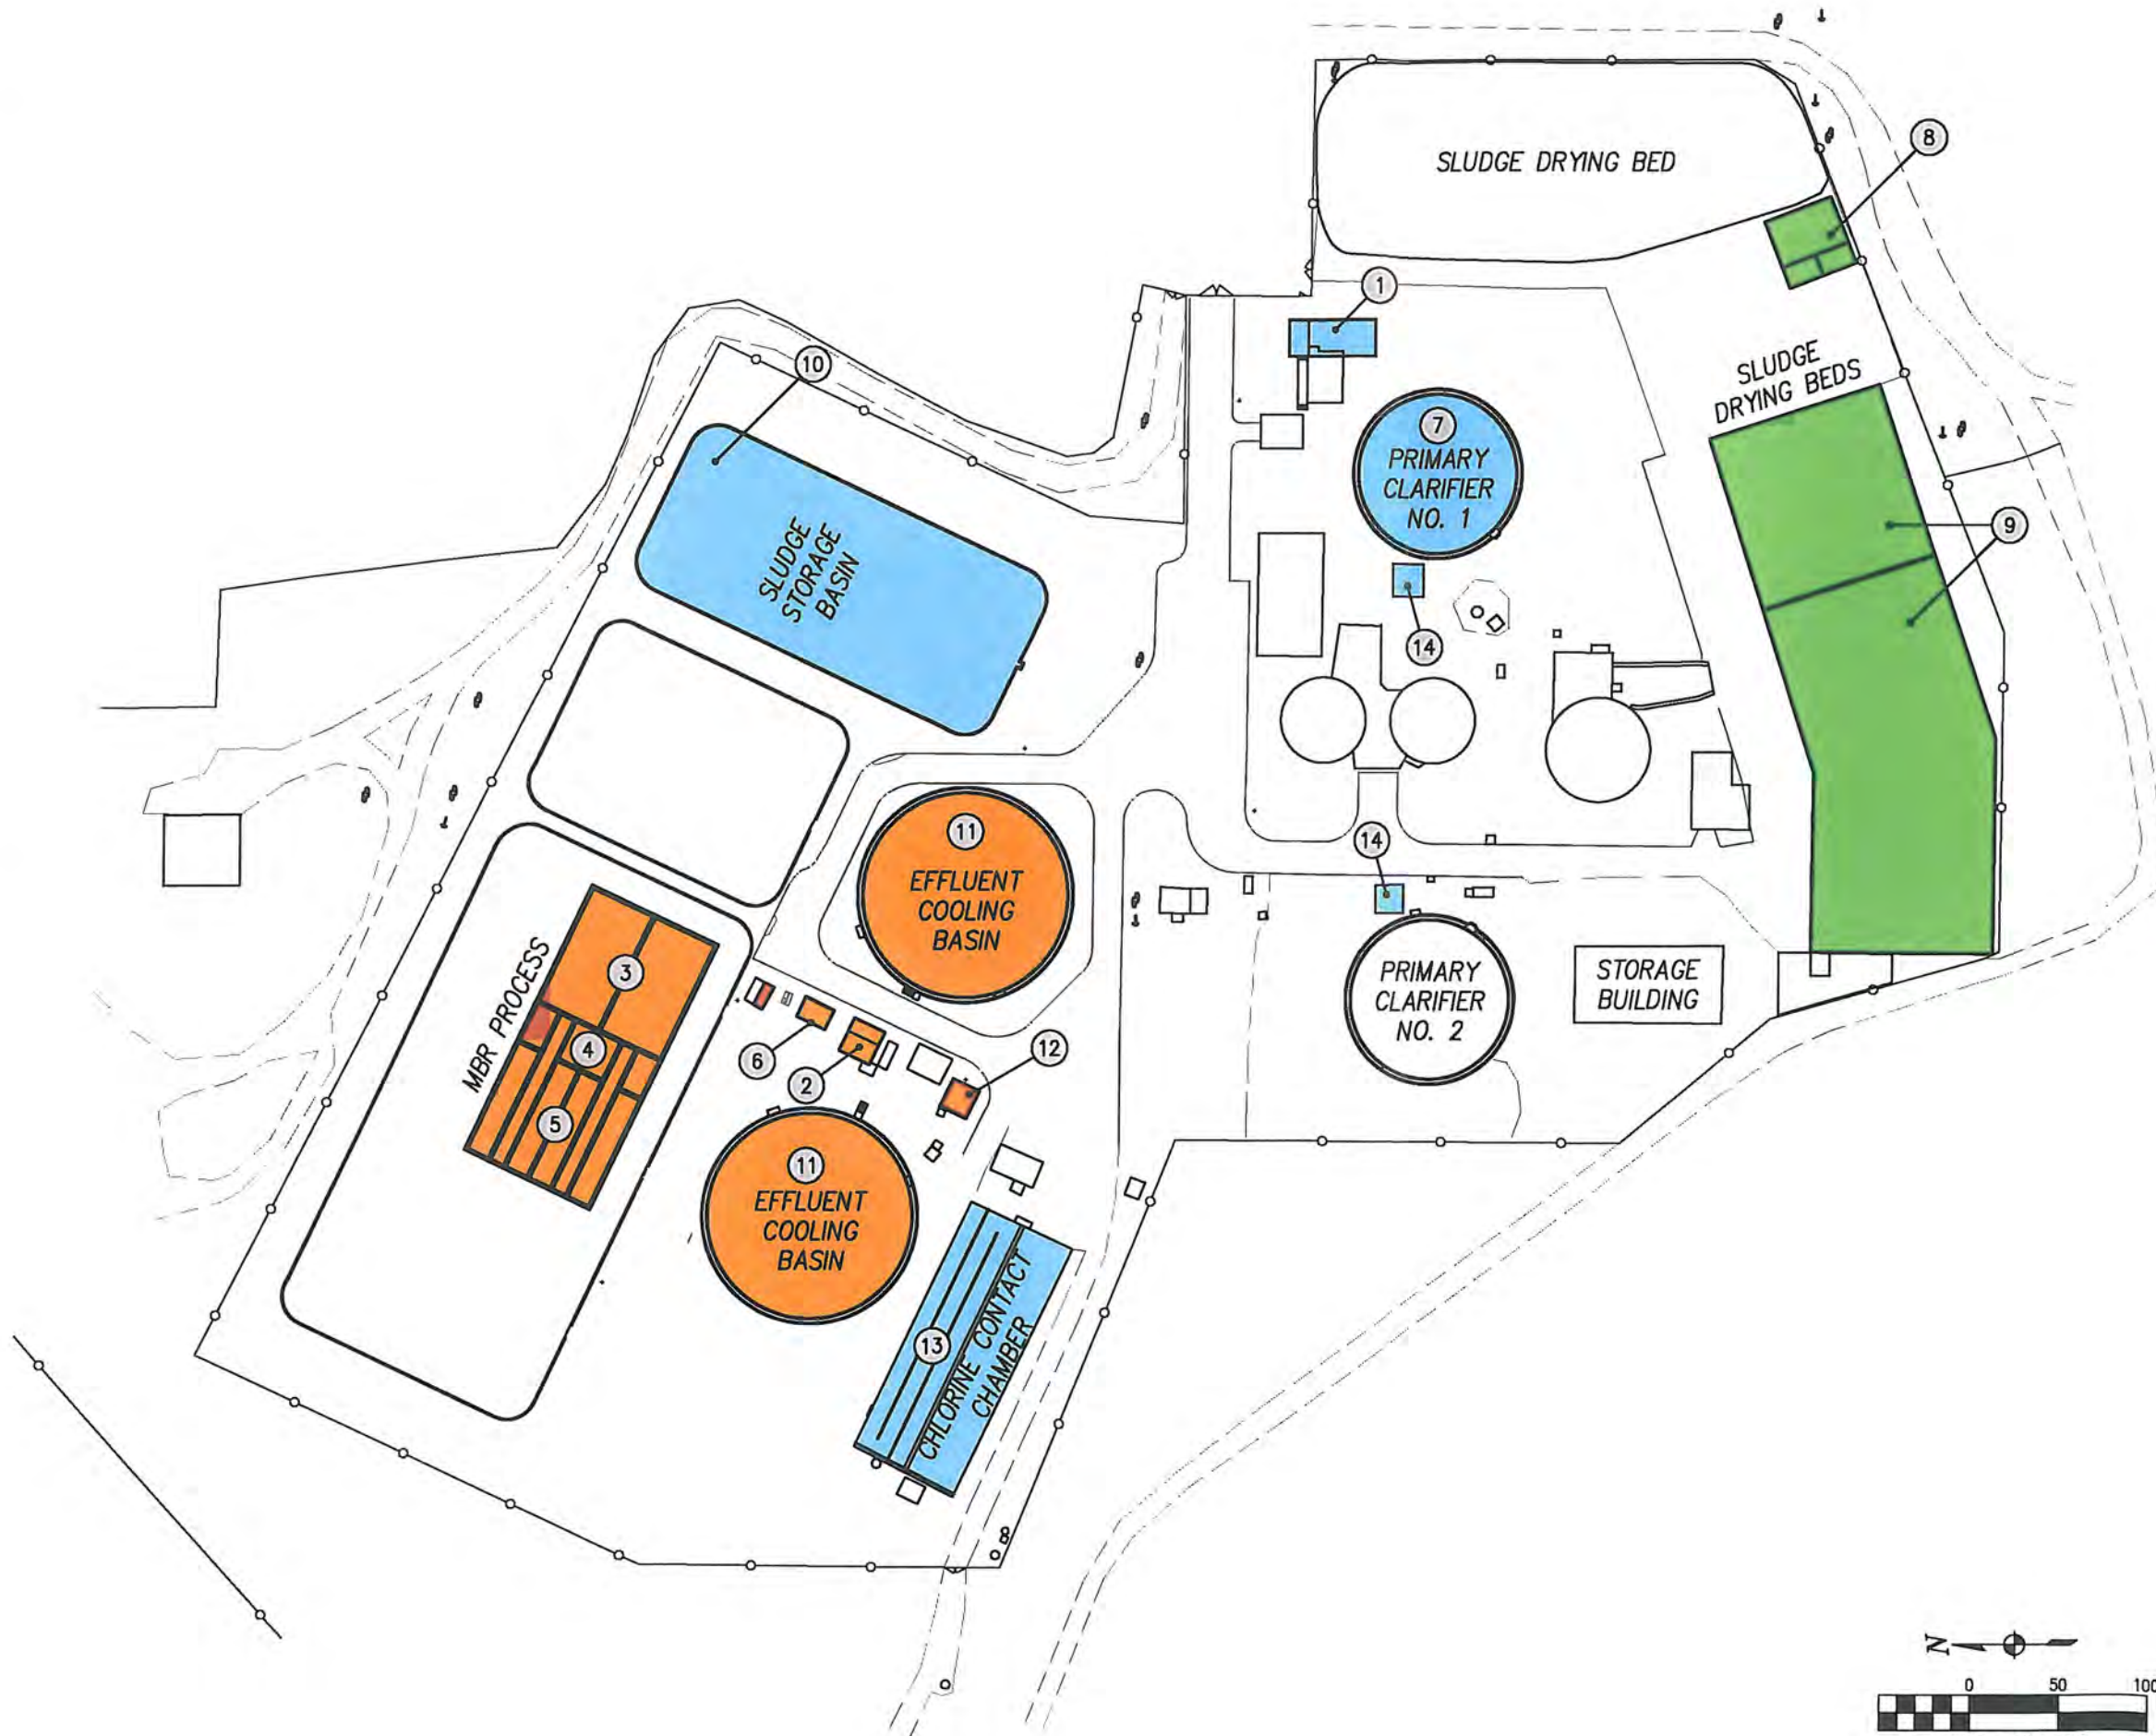 SLUDGE DRYING BED
8
1
10
SLUDGE
DRYING BEDS
7
PRIMARY
CLARIFIER
NO. 1
9
SLUDGE
STORAGE
BASIN
14
11
EFFLUENT
COOLING
BASIN
14
MBR PROCESS
3
4
5
6
2
12
PRIMARY
CLARIFIER
NO. 2
STORAGE
BUILDING
11
EFFLUENT
COOLING
BASIN
13
CHLORINE CONTACT
CHAMBER
N
0 50 100